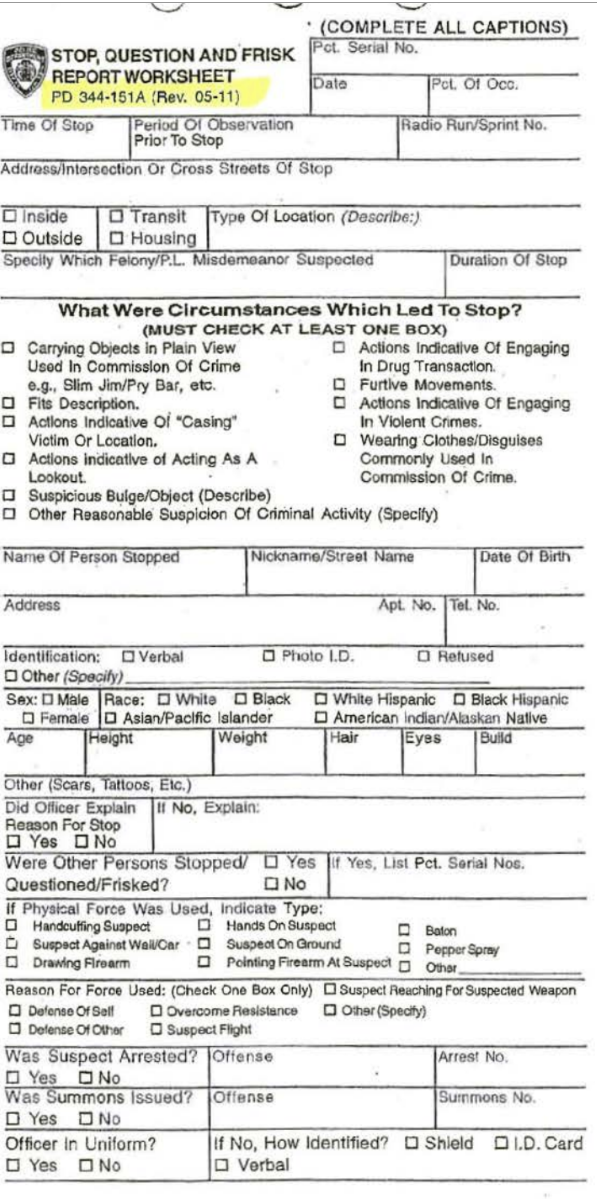 (COMPLETE ALL CAPTIONS)
STOP, QUESTION AND FRISK
REPORT WORKSHEET
PD 344-151A (Rev. 05-11)
Pct. Serial No.
Date
Pct. Of Occ.
Time Of Stop
Period Of Observation
Prior To Stop
Radio Run/Sprint No.
Address/Intersection Or Cross Streets Of Stop
☐ Inside ☐ Transit Type Of Location (Describe:)
☐ Outside ☐ Housing
Specify Which Felony/P.L. Misdemeanor Suspected Duration Of Stop
What Were Circumstances Which Led To Stop?
(MUST CHECK AT LEAST ONE BOX)
☐ Carrying Objects in Plain View
Used In Commission Of Crime
e.g., Slim Jim/Pry Bar, etc.
☐ Fits Description.
☐ Actions Indicative Of "Casing"
Victim Or Location.
☐ Actions Indicative of Acting As A
Lookout.
☐ Suspicious Bulge/Object (Describe)
☐ Other Reasonable Suspicion Of Criminal Activity (Specify)
☐ Actions Indicative Of Engaging
In Drug Transaction.
☐ Furtive Movements.
☐ Actions Indicative Of Engaging
In Violent Crimes.
☐ Wearing Clothes/Disguises
Commonly Used In
Commission Of Crime.
Name Of Person Stopped Nickname/Street Name Date Of Birth
Address Apt. No. Tel. No.
Identification: ☐ Verbal ☐ Photo I.D. ☐ Refused
☐ Other (Specify)
Sex: ☐ Male Race: ☐ White ☐ Black ☐ White Hispanic ☐ Black Hispanic
☐ Female ☐ Asian/Pacific Islander ☐ American Indian/Alaskan Native
Age Height Weight Hair Eyes Build
Other (Scars, Tattoos, Etc.)
Did Officer Explain If No, Explain:
Reason For Stop
☐ Yes ☐ No
Were Other Persons Stopped/ ☐ Yes If Yes, List Pct. Serial Nos.
Questioned/Frisked? ☐ No
If Physical Force Was Used, Indicate Type:
☐ Handcuffing Suspect ☐ Hands On Suspect ☐ Baton
☐ Suspect Against Wall/Car ☐ Suspect On Ground ☐ Pepper Spray
☐ Drawing Firearm ☐ Pointing Firearm At Suspect ☐ Other
Reason For Force Used: (Check One Box Only) ☐ Suspect Reaching For Suspected Weapon
☐ Defense Of Self ☐ Overcome Resistance ☐ Other (Specify)
☐ Defense Of Other ☐ Suspect Flight
Was Suspect Arrested? Offense Arrest No.
☐ Yes ☐ No
Was Summons Issued? Offense Summons No.
☐ Yes ☐ No
Officer In Uniform? If No, How Identified? ☐ Shield ☐ I.D. Card
☐ Yes ☐ No ☐ Verbal